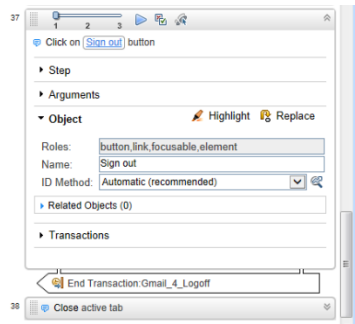 37
1 2 3
Click on Sign out button
Step
Arguments
Object Highlight Replace
Roles: button,link,focusable,element
Name: Sign out
ID Method: Automatic (recommended)
Related Objects (0)
Transactions
End Transaction:Gmail_4_Logoff
38 Close active tab